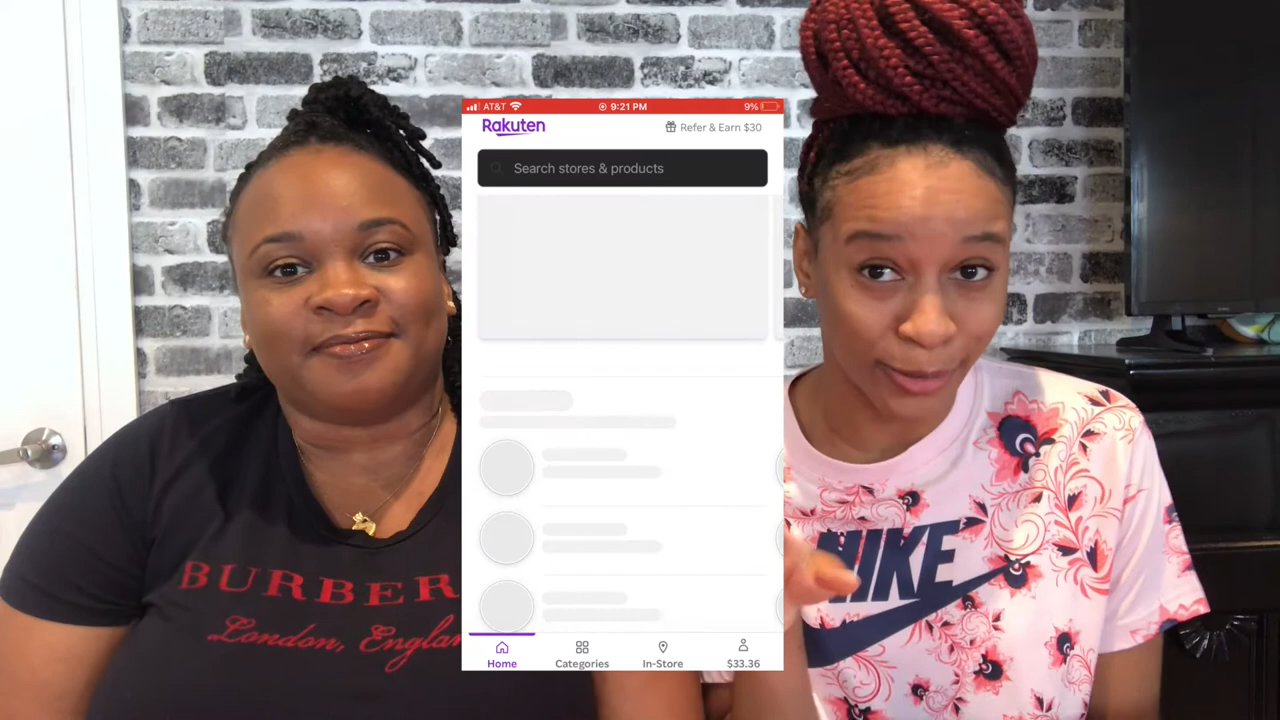 AT&T
9:21 PM
9%
Rakuten
Refer & Earn $30
Search stores & products
BURBER
London, Englan
NIKE
Home
Categories
In-Store
$33.36